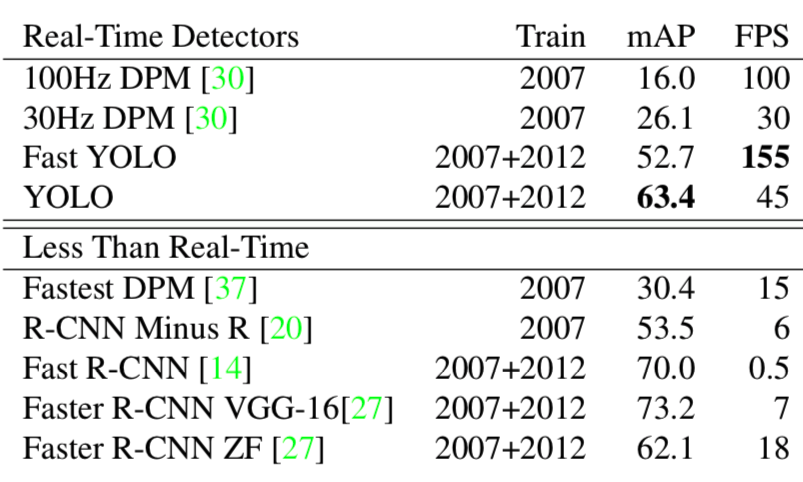 Real-Time Detectors Train mAP FPS
100Hz DPM [30] 2007 16.0 100
30Hz DPM [30] 2007 26.1 30
Fast YOLO 2007+2012 52.7 155
YOLO 2007+2012 63.4 45
Less Than Real-Time
Fastest DPM [37] 2007 30.4 15
R-CNN Minus R [20] 2007 53.5 6
Fast R-CNN [14] 2007+2012 70.0 0.5
Faster R-CNN VGG-16[27] 2007+2012 73.2 7
Faster R-CNN ZF [27] 2007+2012 62.1 18